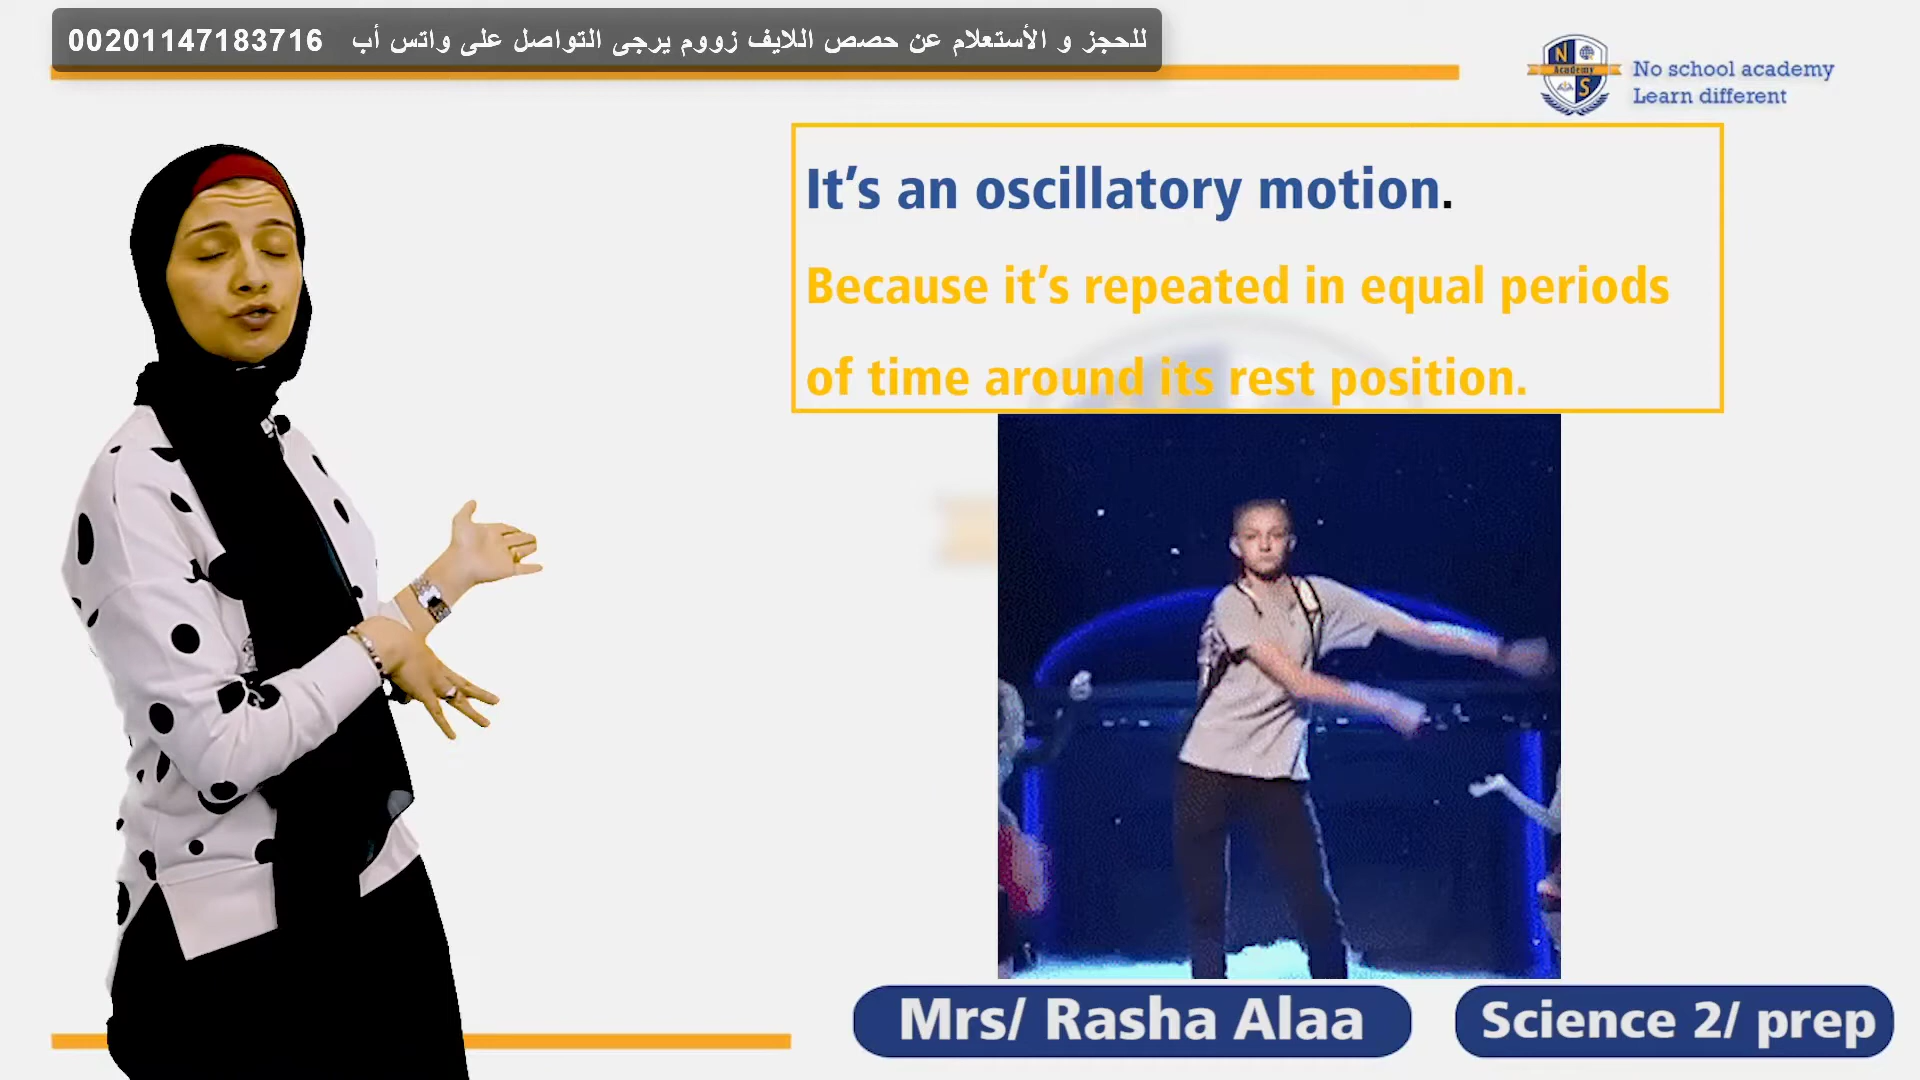 للحجز و الأستعلام عن حصص اللايف زووم يرجى التواصل على واتس أب 00201147183716
N
Academy
S
No school academy
Learn different
It’s an oscillatory motion.
Because it’s repeated in equal periods
of time around its rest position.
Mrs/ Rasha Alaa
Science 2/ prep